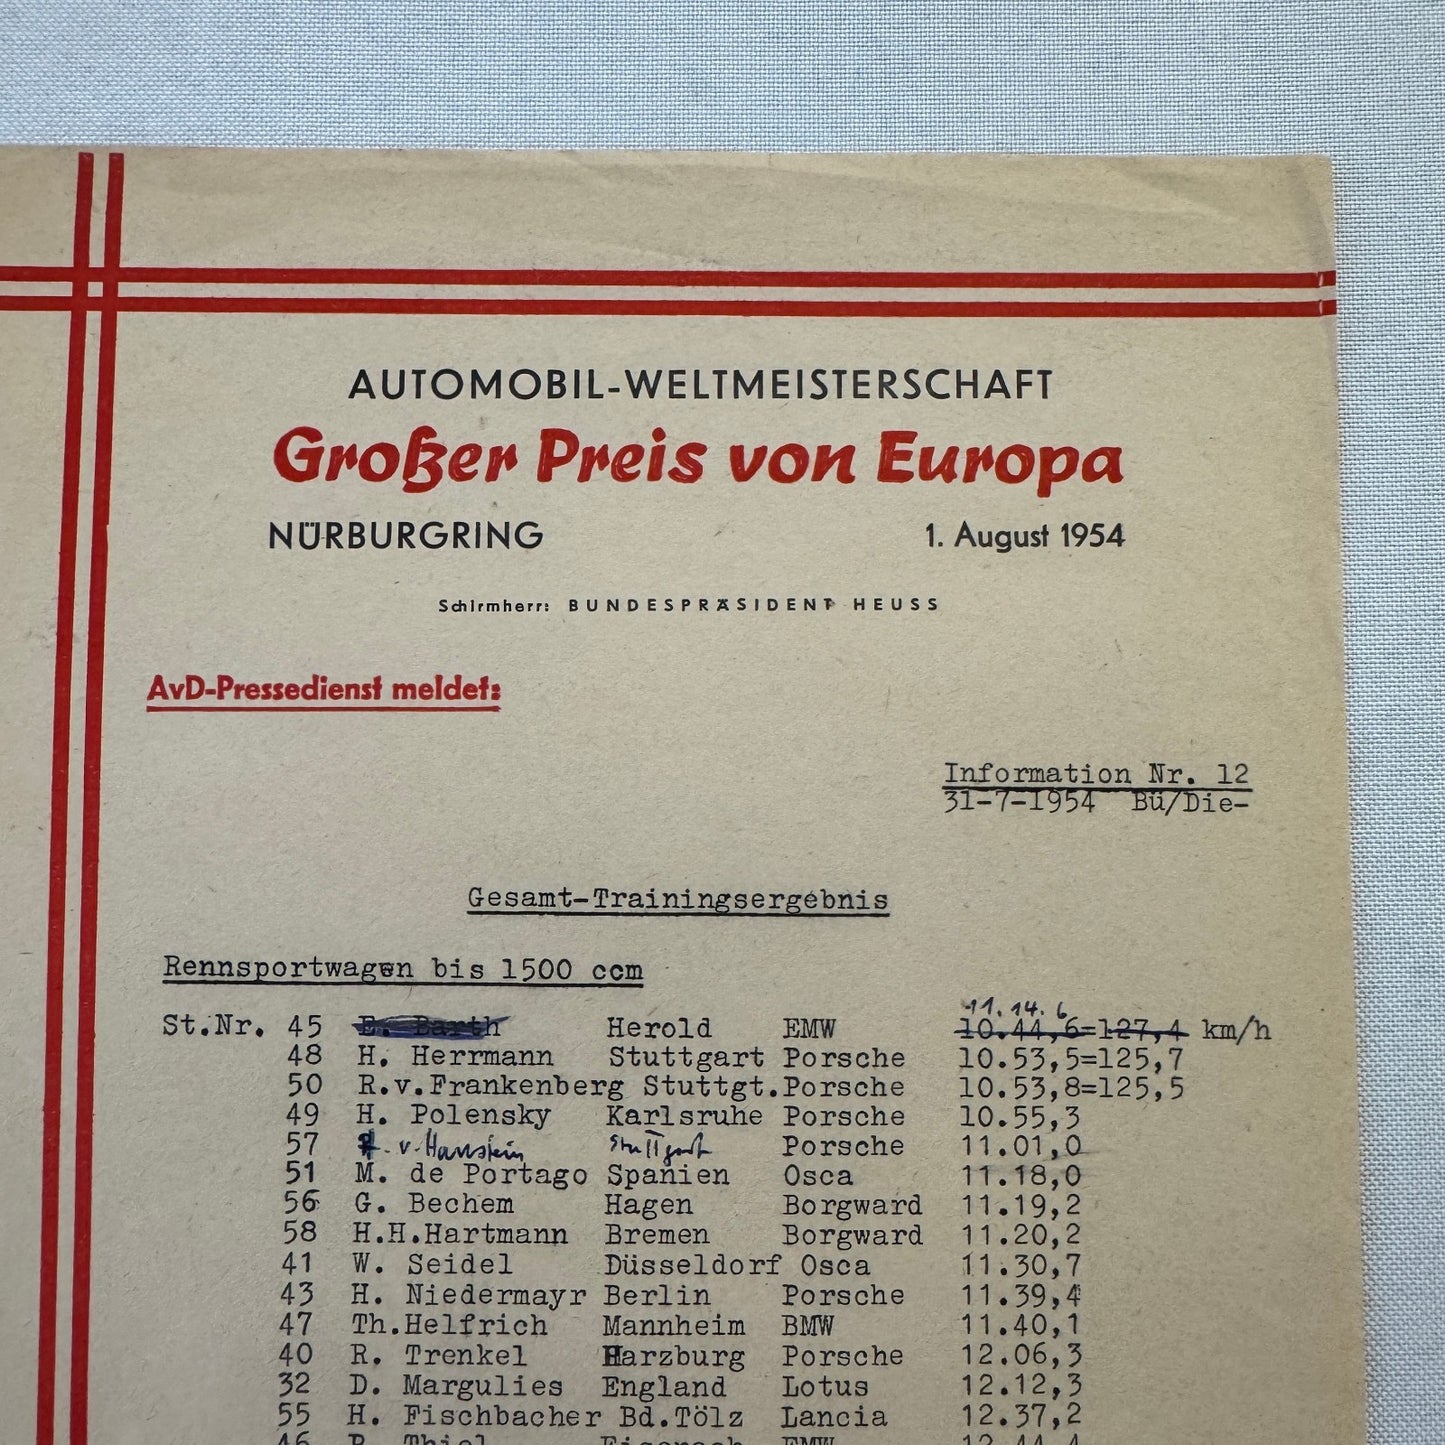 AUTOMOBIL-WELTMEISTERSCHAFT
Großer Preis von Europa
NÜRBURGRING 1. August 1954
Schirmherr: BUNDESPRÄSIDENT HEUSS
AvD-Pressedienst meldet:
Information Nr. 12
31-7-1954 Bü/Die-
Gesamt-Trainingsergebnis
Rennsportwagen bis 1500 ccm
11.14.6
St.Nr. 45 E. Barth Herold EMW 10.44,6=127,4 km/h
48 H. Herrmann Stuttgart Porsche 10.53,5=125,7
50 R.v.Frankenberg Stuttgt. Porsche 10.53,8=125,5
49 H. Polensky Karlsruhe Porsche 10.55,3
57 v. Hanstein Stuttgart Porsche 11.01,0
51 M. de Portago Spanien Osca 11.18,0
56 G. Bechem Hagen Borgward 11.19,2
58 H.H.Hartmann Bremen Borgward 11.20,2
41 W. Seidel Düsseldorf Osca 11.30,7
43 H. Niedermayr Berlin Porsche 11.39,4
47 Th.Helfrich Mannheim BMW 11.40,1
40 R. Trenkel Harzburg Porsche 12.06,3
32 D. Margulies England Lotus 12.12,3
55 H. Fischbacher Bd.Tölz Lancia 12.37,2
46 Thiel EMW 12.44,4